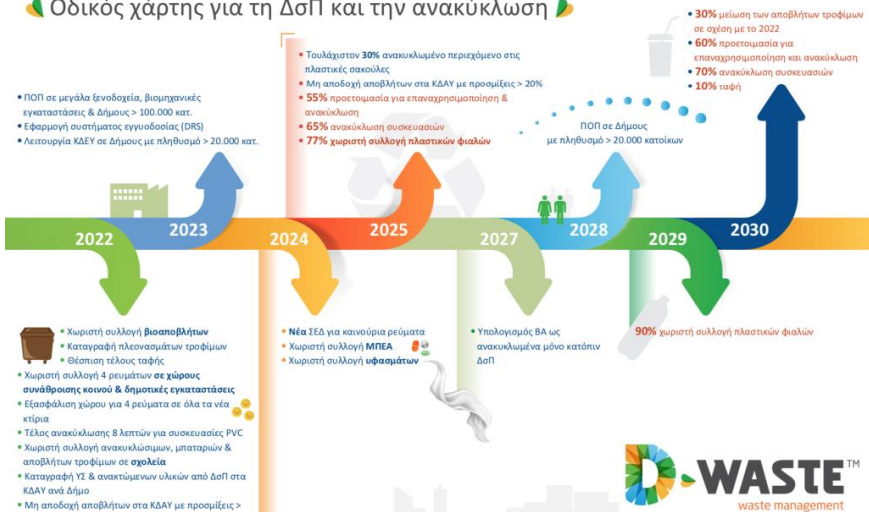 Οδικός χάρτης για τη ΔσΠ και την ανακύκλωση
• ΠΟΠ σε μεγάλα ξενοδοχεία, βιομηχανικές
εγκαταστάσεις & Δήμους > 100.000 κατ.
• Εφαρμογή συστήματος εγγυοδοσίας (DRS)
• Λειτουργία ΚΔΕΥ σε Δήμους με πληθυσμό > 20.000 κατ.
• Τουλάχιστον 30% ανακυκλωμένο περιεχόμενο στις
πλαστικές σακούλες
• Μη αποδοχή αποβλήτων στα ΚΔΑΥ με προσμίξεις > 20%
• 55% προετοιμασία για επαναχρησιμοποίηση &
ανακύκλωση
• 65% ανακύκλωση συσκευασιών
• 77% χωριστή συλλογή πλαστικών φιαλών
ΠΟΠ σε Δήμους
με πληθυσμό > 20.000 κατοίκων
• 30% μείωση των αποβλήτων τροφίμων
σε σχέση με το 2022
• 60% προετοιμασία για
επαναχρησιμοποίηση και ανακύκλωση
• 70% ανακύκλωση συσκευασιών
• 10% ταφή
2022
2023
2024
2025
2027
2028
2029
2030
• Χωριστή συλλογή βιοαποβλήτων
• Καταγραφή πλεονασμάτων τροφίμων
• Θέσπιση τέλους ταφής
• Χωριστή συλλογή 4 ρευμάτων σε χώρους
συνάθροισης κοινού & δημοτικές εγκαταστάσεις
• Εξασφάλιση χώρου για 4 ρεύματα σε όλα τα νέα
κτίρια
• Τέλος ανακύκλωσης 8 λεπτών για συσκευασίες PVC
• Χωριστή συλλογή ανακυκλώσιμων, μπαταριών &
αποβλήτων τροφίμων σε σχολεία
• Καταγραφή ΥΣ & ανακτώμενων υλικών από ΔσΠ στα
ΚΔΑΥ ανά Δήμο
• Μη αποδοχή αποβλήτων στα ΚΔΑΥ με προσμίξεις >
• Νέα ΣΕΔ για καινούρια ρεύματα
• Χωριστή συλλογή ΜΠΕΑ
• Χωριστή συλλογή υφασμάτων
• Υπολογισμός ΒΑ ως
ανακυκλωμένα μόνο κατόπιν
ΔσΠ
90% χωριστή συλλογή πλαστικών φιαλών
D-WASTE™
waste management